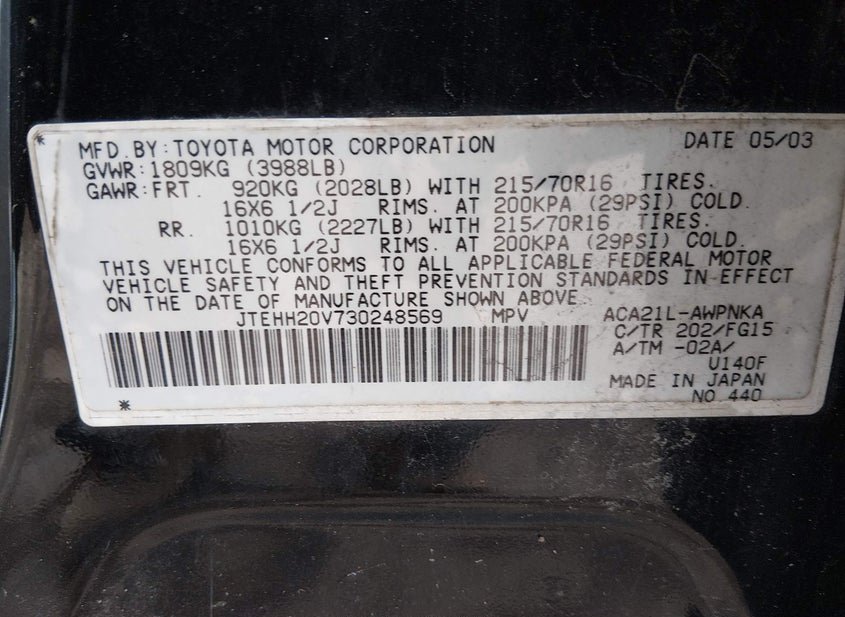 MFD. BY: TOYOTA MOTOR CORPORATION DATE 05/03
GVWR: 1809KG (3988LB)
GAWR: FRT. 920KG (2028LB) WITH 215/70R16 TIRES.
16X6 1/2J RIMS. AT 200KPA (29PSI) COLD.
RR. 1010KG (2227LB) WITH 215/70R16 TIRES.
16X6 1/2J RIMS. AT 200KPA (29PSI) COLD.
THIS VEHICLE CONFORMS TO ALL APPLICABLE FEDERAL MOTOR
VEHICLE SAFETY AND THEFT PREVENTION STANDARDS IN EFFECT
ON THE DATE OF MANUFACTURE SHOWN ABOVE.
JTEHH20V730248569 MPV ACA21L-AWPNKA
C/TR 202/FG15
A/TM -02A/
U140F
MADE IN JAPAN
NO 440